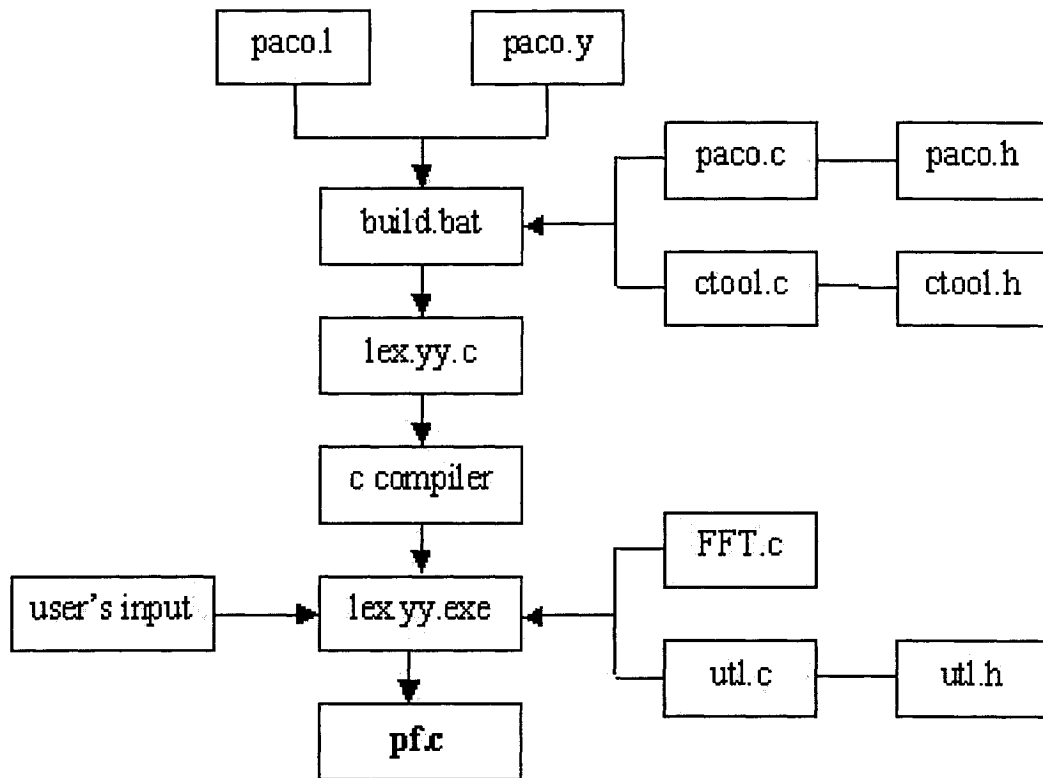 paco.l
paco.y
paco.c
paco.h
build.bat
ctool.c
ctool.h
lex.yy.c
c compiler
FFT.c
user's input
lex.yy.exe
utl.c
utl.h
pf.c